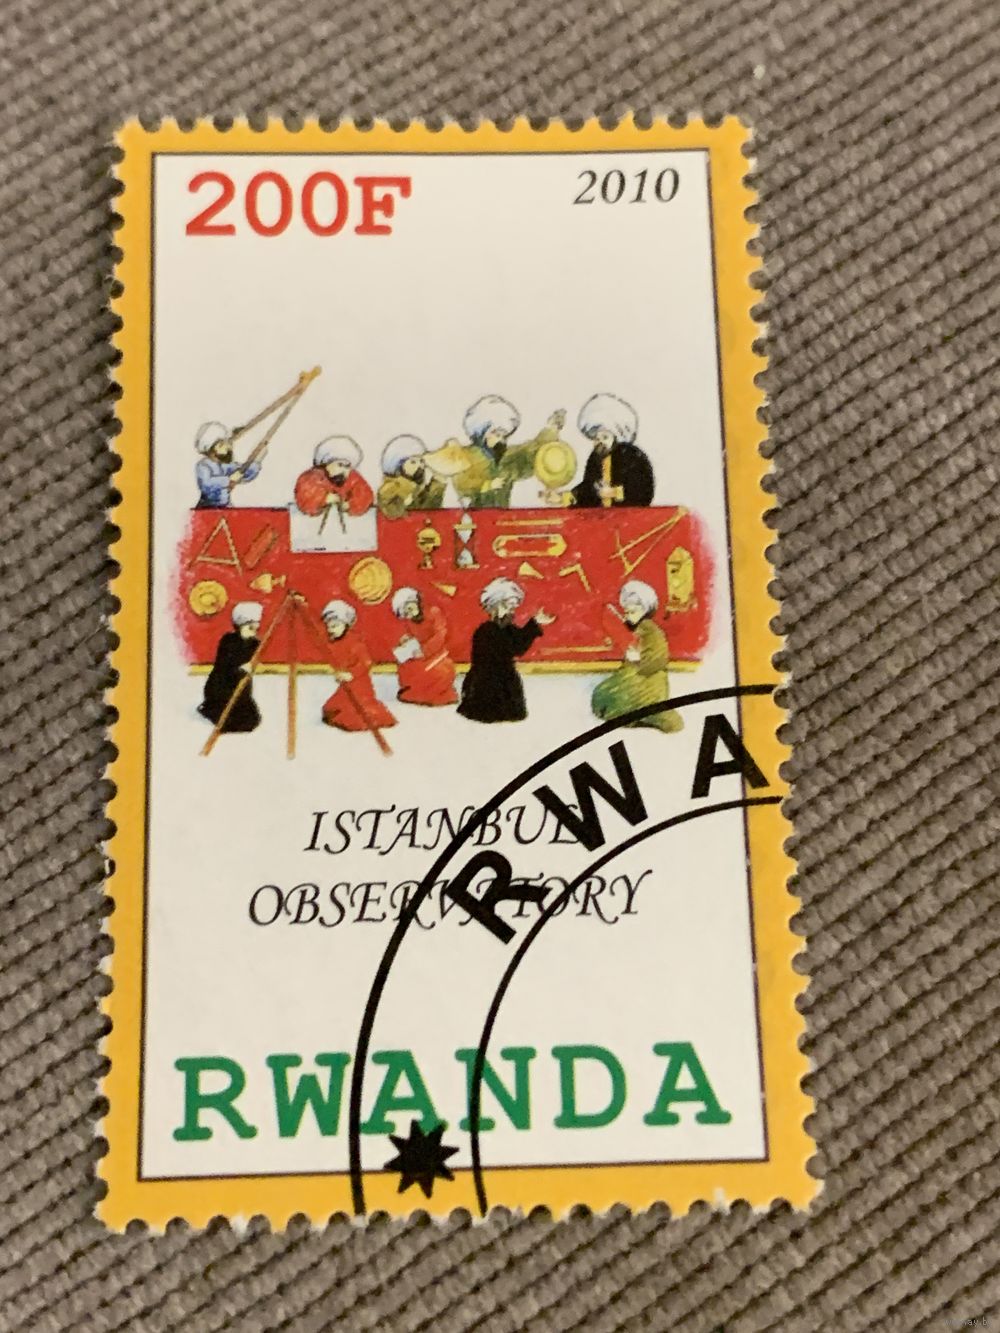 200F
2010
ISTANBUL
OBSERVATORY
RWA
RWANDA